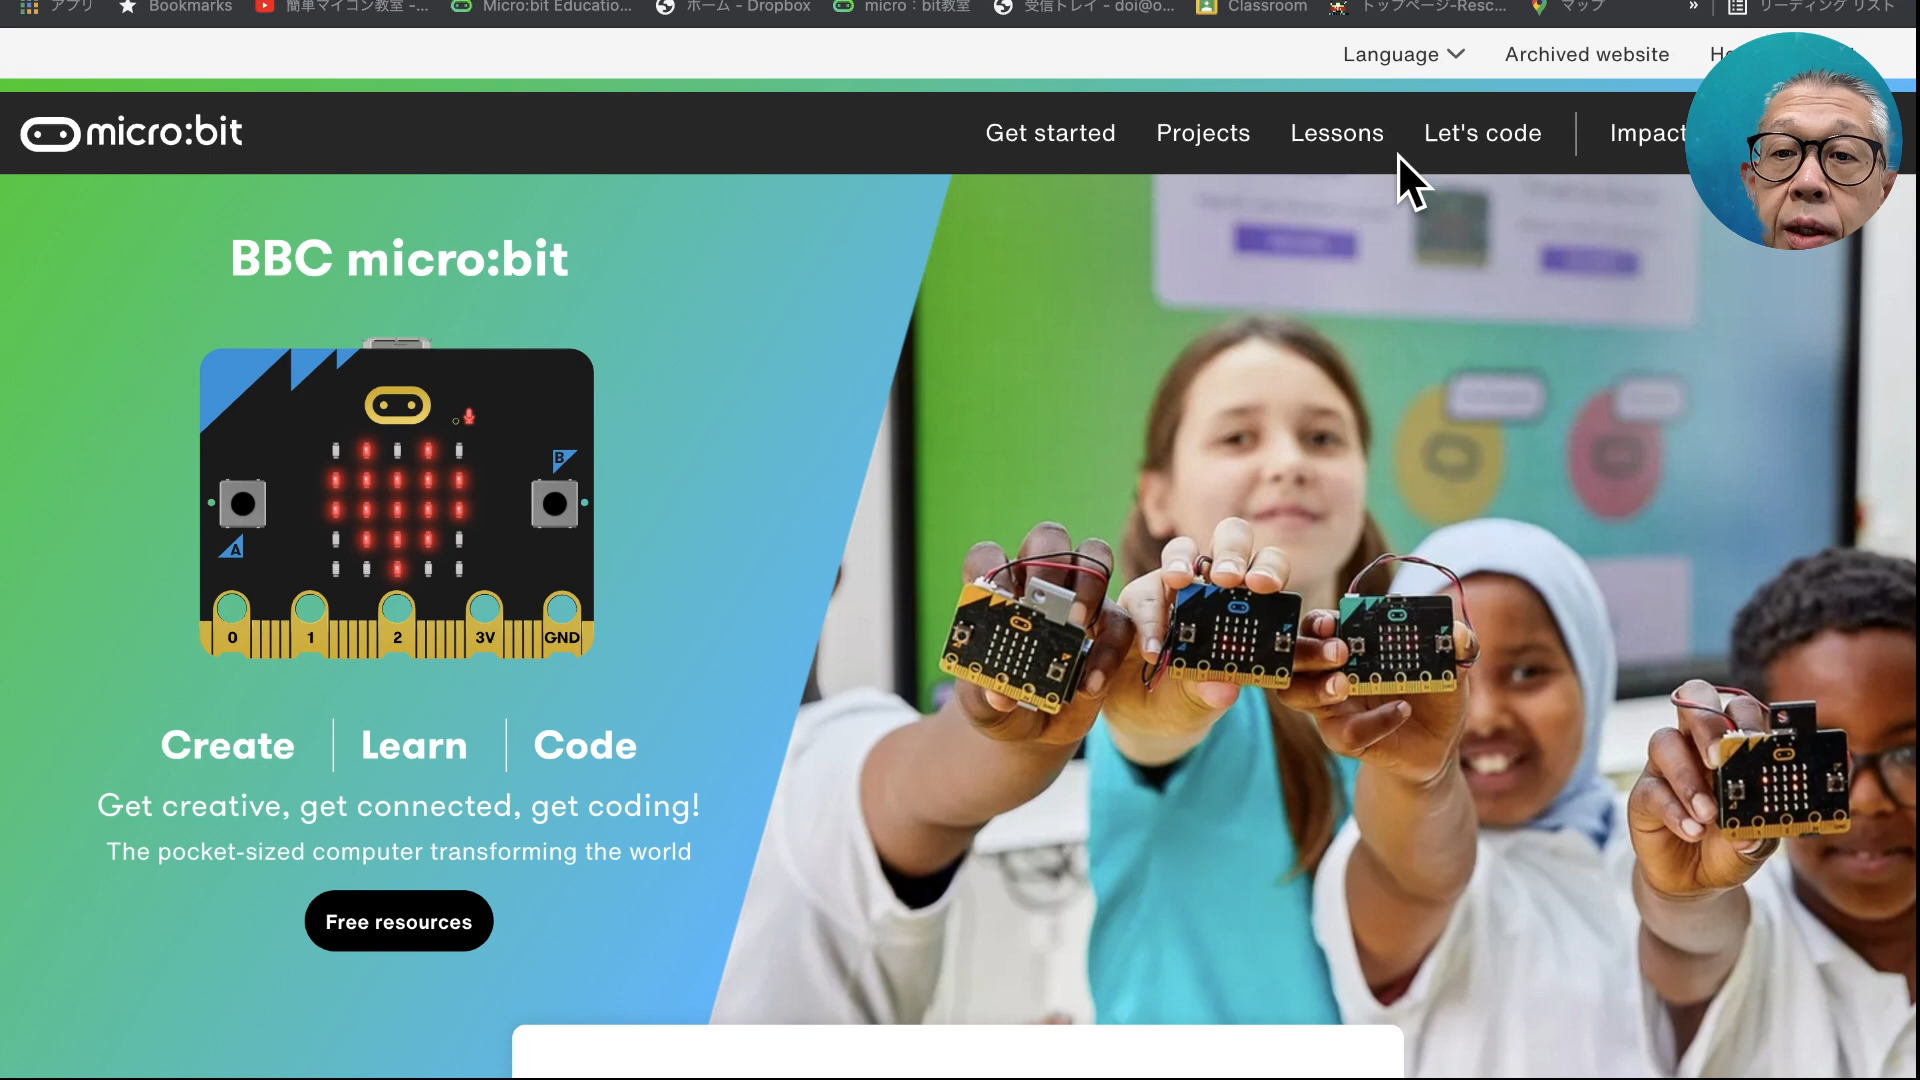 アプリ Bookmarks 簡単マイコン教室 -... Micro:bit Educatio... ホーム - Dropbox micro：bit教室 受信トレイ - doi@o... Classroom トップページ-Resc... マップ » リーディング リスト
Language Archived website
micro:bit Get started Projects Lessons Let's code Impact
BBC micro:bit
B
A
0 1 2 3V GND
Create Learn Code
Get creative, get connected, get coding!
The pocket-sized computer transforming the world
Free resources